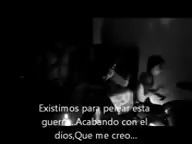 Existimos para pelear esta
guerra..Acabando con el
dios,Que me creo...